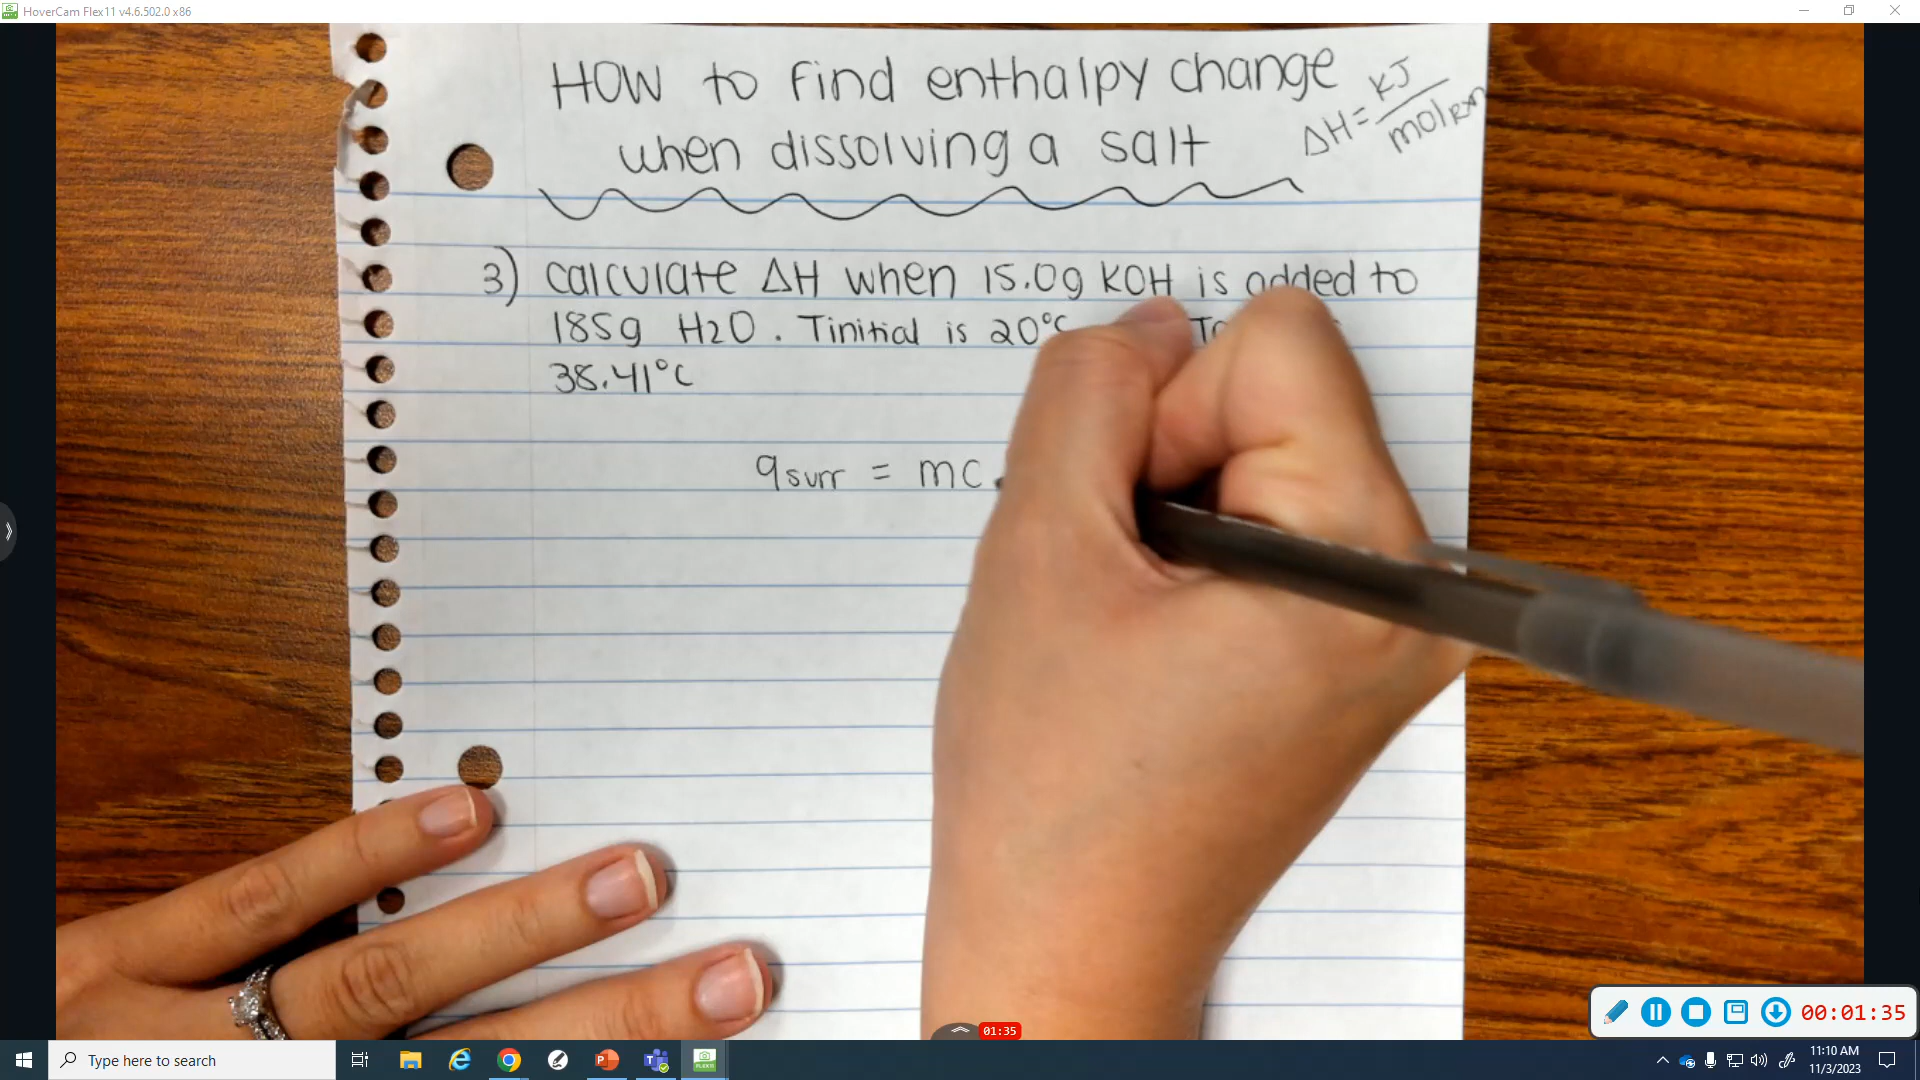 HoverCam Flex11 v4.6.502.0 x86
HOW to find enthalpy change
when dissolving a salt
ΔH = KJ
molrxn
3) calculate ΔH when 15.0g KOH is added to
185g H2O. Tinitial is 20°C
38.41°C
qsurr = mC
01:35
00:01:35
Type here to search
11:10 AM
11/3/2023